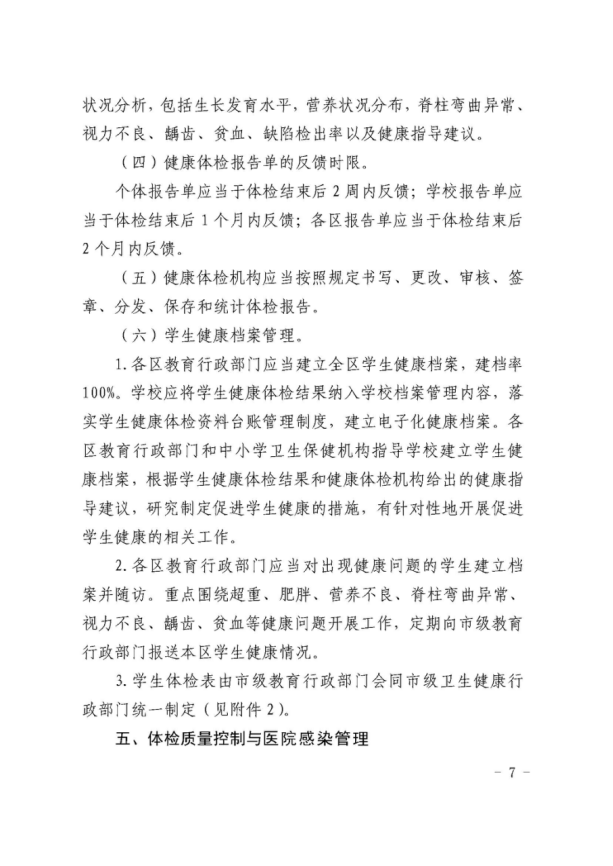 状况分析，包括生长发育水平，营养状况分布，脊柱弯曲异常、
视力不良、龋齿、贫血、缺陷检出率以及健康指导建议。
（四）健康体检报告单的反馈时限。
个体报告单应当于体检结束后 2 周内反馈；学校报告单应
当于体检结束后 1 个月内反馈；各区报告单应当于体检结束后
2 个月内反馈。
（五）健康体检机构应当按照规定书写、更改、审核、签
章、分发、保存和统计体检报告。
（六）学生健康档案管理。
1.各区教育行政部门应当建立全区学生健康档案，建档率
100%。学校应将学生健康体检结果纳入学校档案管理内容，落
实学生健康体检资料台账管理制度，建立电子化健康档案。各
区教育行政部门和中小学卫生保健机构指导学校建立学生健
康档案，根据学生健康体检结果和健康体检机构给出的健康指
导建议，研究制定促进学生健康的措施，有针对性地开展促进
学生健康的相关工作。
2.各区教育行政部门应当对出现健康问题的学生建立档
案并随访。重点围绕超重、肥胖、营养不良、脊柱弯曲异常、
视力不良、龋齿、贫血等健康问题开展工作，定期向市级教育
行政部门报送本区学生健康情况。
3.学生体检表由市级教育行政部门会同市级卫生健康行
政部门统一制定（见附件 2）。
五、体检质量控制与医院感染管理
- 7 -